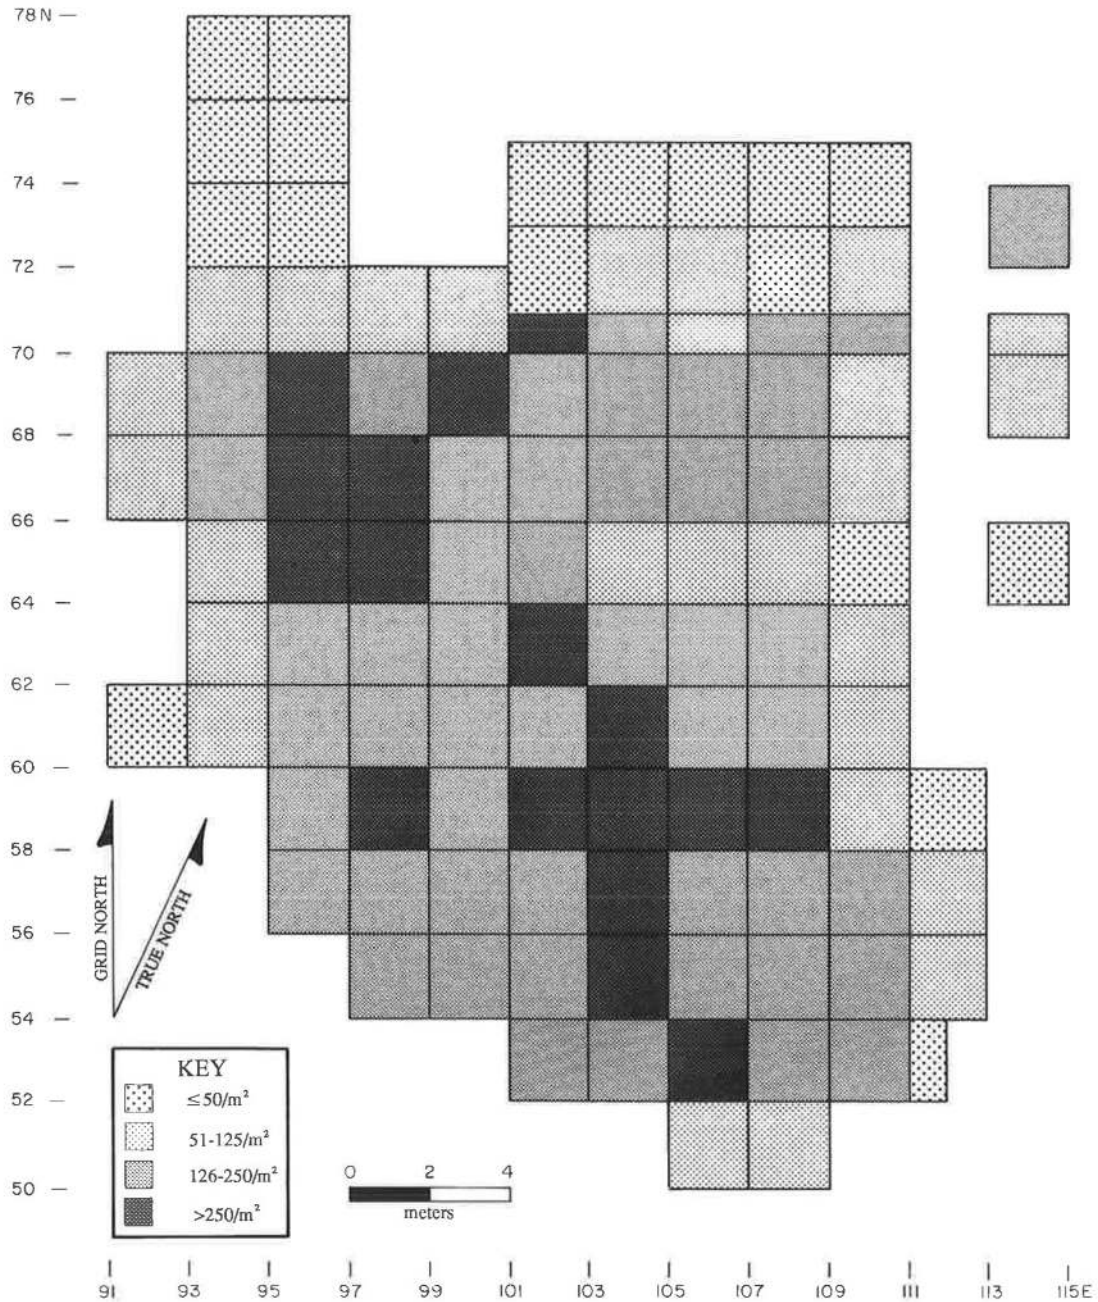 78 N
76
74
72
70
68
66
64
62
60
58
56
54
52
50
GRID NORTH
TRUE NORTH
KEY
≤50/m²
51-125/m²
126-250/m²
>250/m²
0 2 4
meters
91 93 95 97 99 101 103 105 107 109 111 113 115E